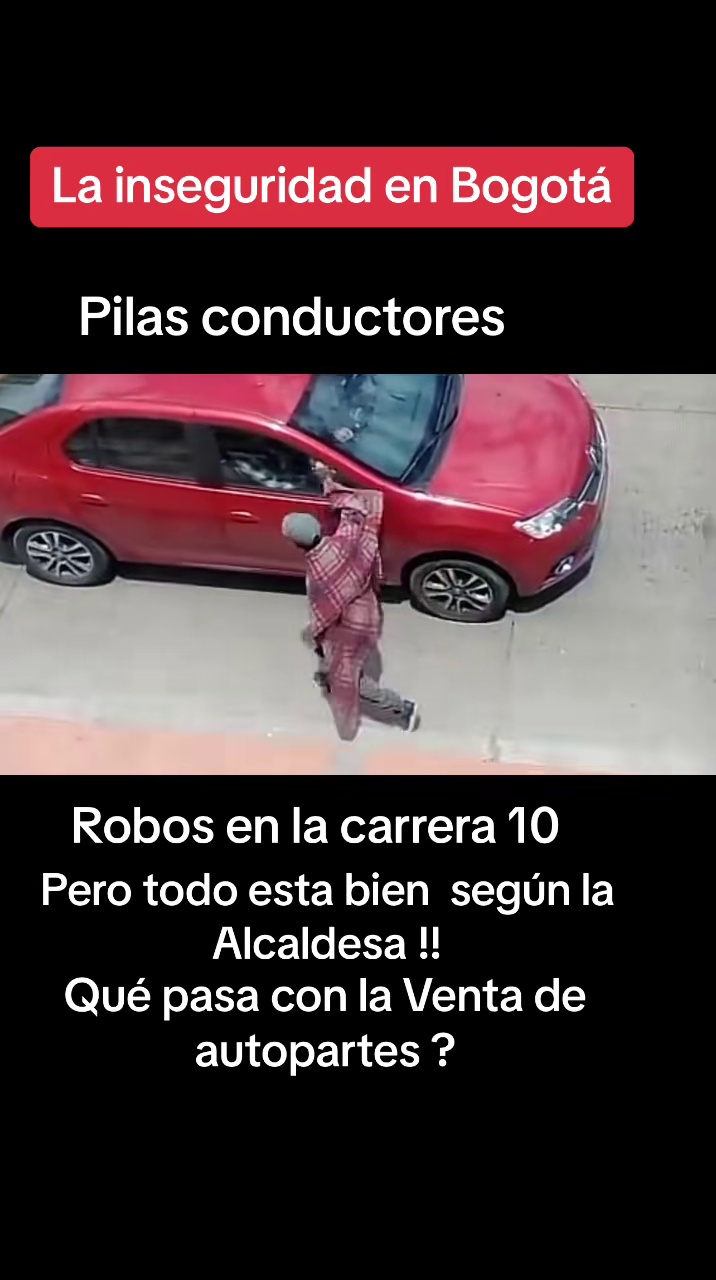 La inseguridad en Bogotá
Pilas conductores
Robos en la carrera 10
Pero todo esta bien  según la
Alcaldesa !!
Qué pasa con la Venta de
autopartes ?